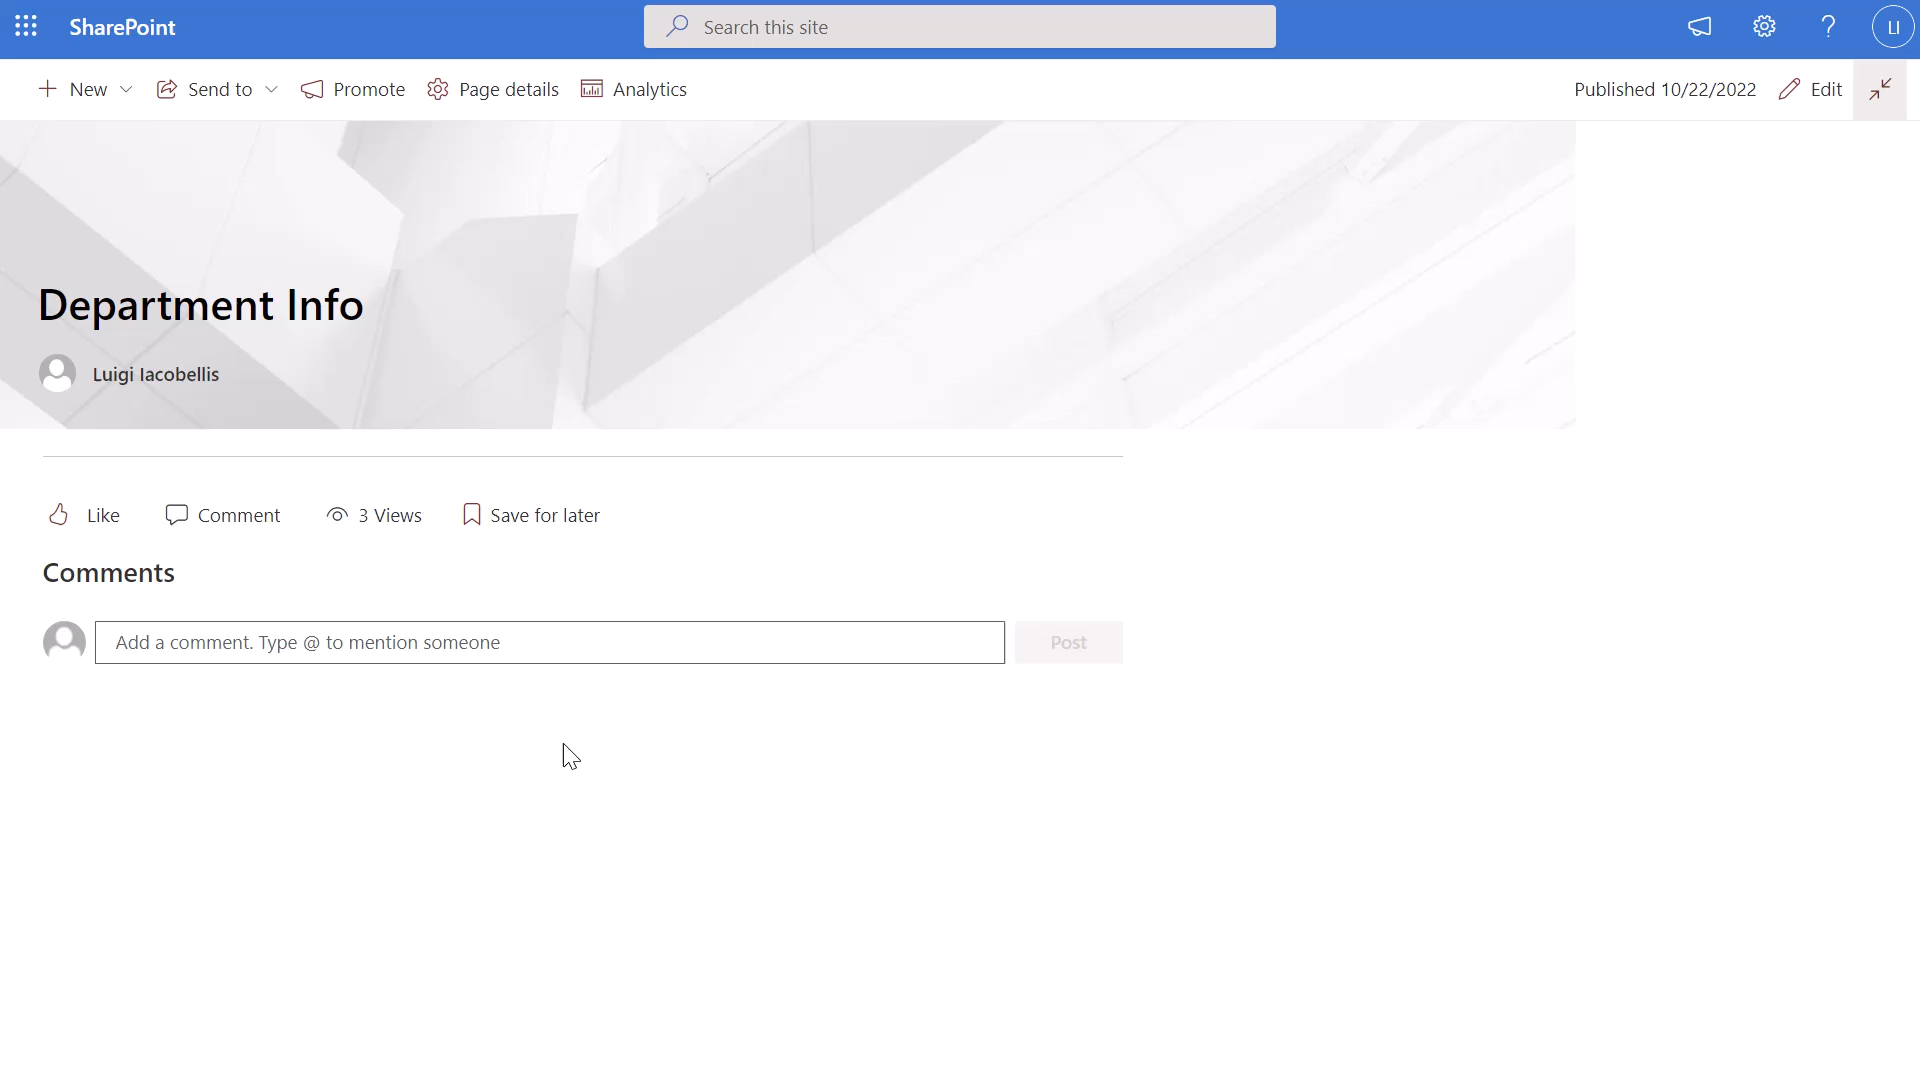 SharePoint
Search this site
LI
New
Send to
Promote
Page details
Analytics
Published 10/22/2022
Edit
Department Info
Luigi Iacobellis
Like
Comment
3 Views
Save for later
Comments
Add a comment. Type @ to mention someone
Post